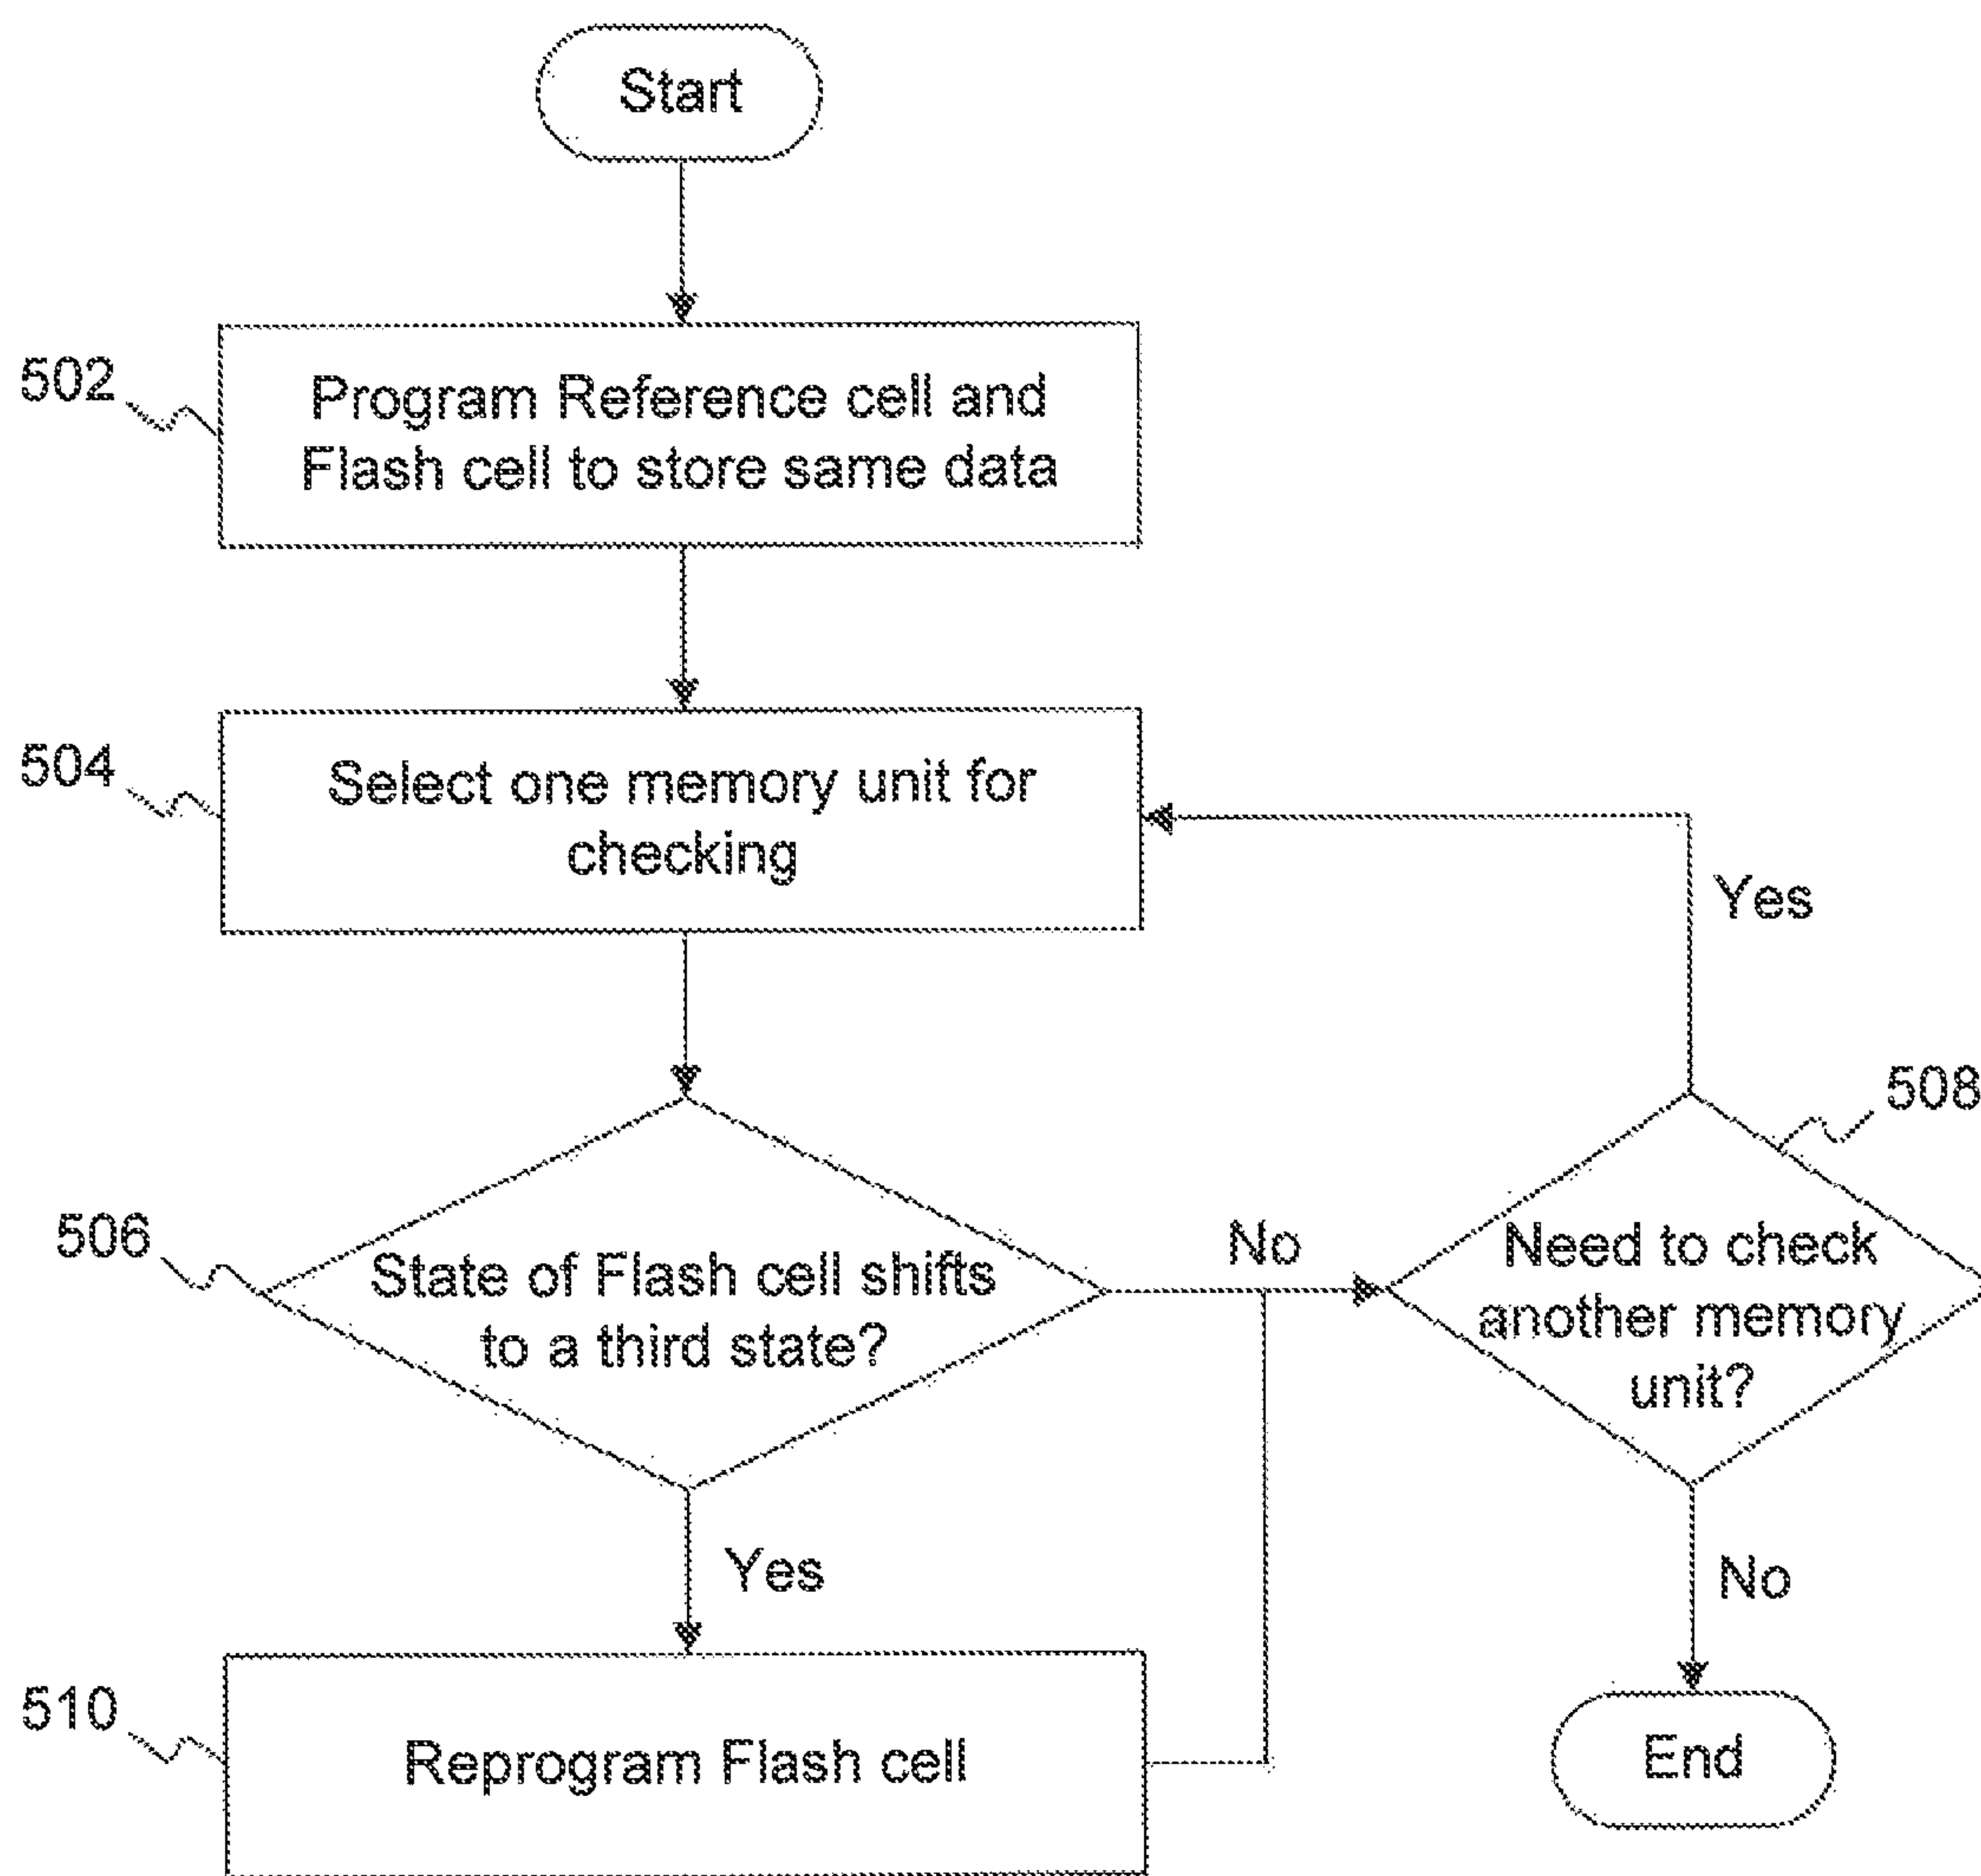 Start
502
Program Reference cell and
Flash cell to store same data
504
Select one memory unit for
checking
Yes
508
506
State of Flash cell shifts
to a third state?
No
Need to check
another memory
unit?
Yes
No
510
Reprogram Flash cell
End